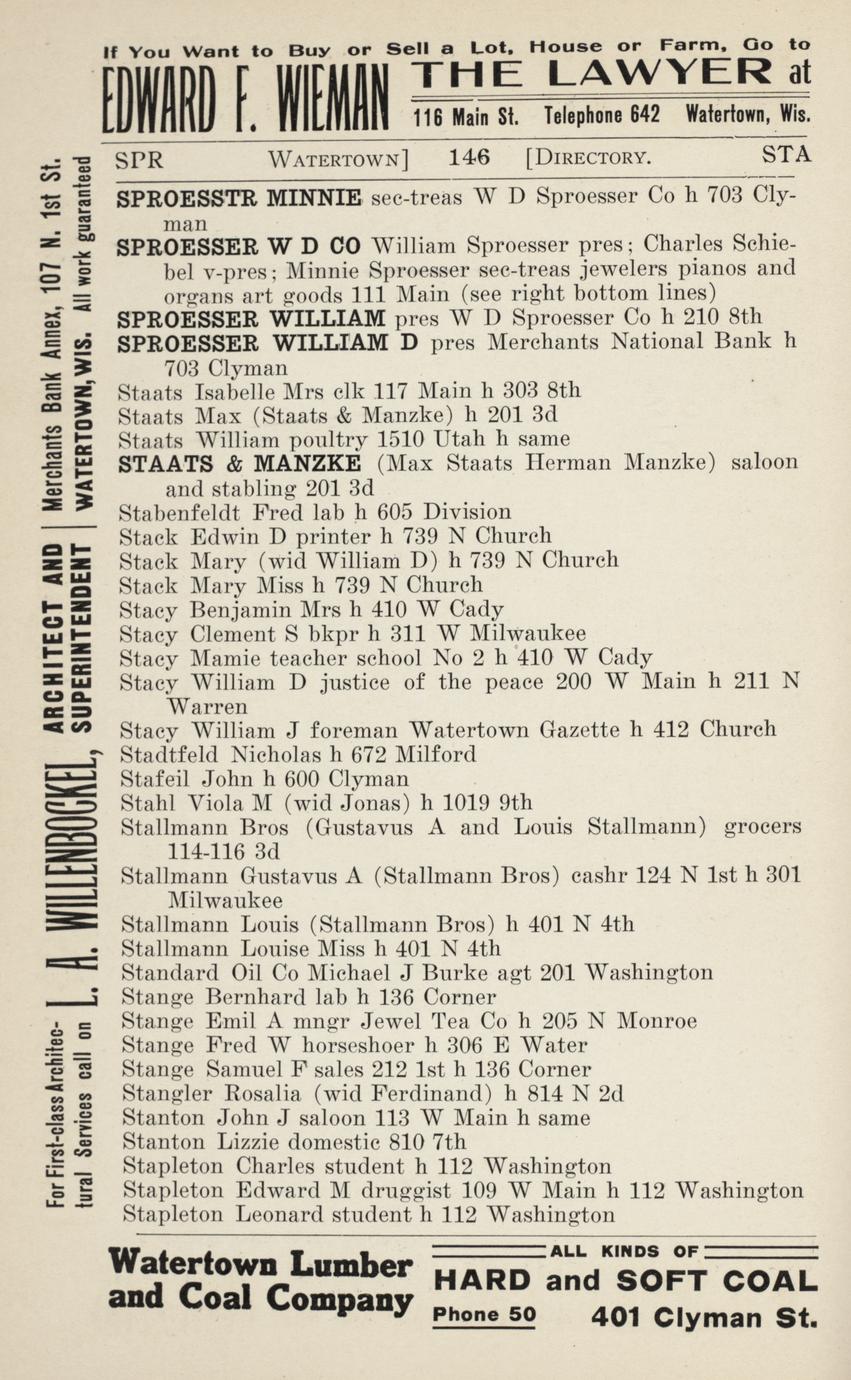 If You Want to Buy or Sell a Lot, House or Farm, Go to
EDWARD F. WIEMAN THE LAWYER at
116 Main St. Telephone 642 Watertown, Wis.
SPR WATERTOWN] 146 [DIRECTORY. STA
SPROESSTR MINNIE sec-treas W D Sproesser Co h 703 Cly-
man
SPROESSER W D CO William Sproesser pres; Charles Schie-
bel v-pres; Minnie Sproesser sec-treas jewelers pianos and
organs art goods 111 Main (see right bottom lines)
SPROESSER WILLIAM pres W D Sproesser Co h 210 8th
SPROESSER WILLIAM D pres Merchants National Bank h
703 Clyman
Staats Isabelle Mrs clk 117 Main h 303 8th
Staats Max (Staats & Manzke) h 201 3d
Staats William poultry 1510 Utah h same
STAATS & MANZKE (Max Staats Herman Manzke) saloon
and stabling 201 3d
Stabenfeldt Fred lab h 605 Division
Stack Edwin D printer h 739 N Church
Stack Mary (wid William D) h 739 N Church
Stack Mary Miss h 739 N Church
Stacy Benjamin Mrs h 410 W Cady
Stacy Clement S bkpr h 311 W Milwaukee
Stacy Mamie teacher school No 2 h 410 W Cady
Stacy William D justice of the peace 200 W Main h 211 N
Warren
Stacy William J foreman Watertown Gazette h 412 Church
Stadtfeld Nicholas h 672 Milford
Stafeil John h 600 Clyman
Stahl Viola M (wid Jonas) h 1019 9th
Stallmann Bros (Gustavus A and Louis Stallmann) grocers
114-116 3d
Stallmann Gustavus A (Stallmann Bros) cashr 124 N 1st h 301
Milwaukee
Stallmann Louis (Stallmann Bros) h 401 N 4th
Stallmann Louise Miss h 401 N 4th
Standard Oil Co Michael J Burke agt 201 Washington
Stange Bernhard lab h 136 Corner
Stange Emil A mngr Jewel Tea Co h 205 N Monroe
Stange Fred W horseshoer h 306 E Water
Stange Samuel F sales 212 1st h 136 Corner
Stangler Rosalia (wid Ferdinand) h 814 N 2d
Stanton John J saloon 113 W Main h same
Stanton Lizzie domestic 810 7th
Stapleton Charles student h 112 Washington
Stapleton Edward M druggist 109 W Main h 112 Washington
Stapleton Leonard student h 112 Washington
For First-class Architec-
tural Services call on
L. A. WILLENBOCKEL,
ARCHITECT AND
SUPERINTENDENT
Merchants Bank Annex, 107 N. 1st St.
WATERTOWN, WIS. All work guaranteed
Watertown Lumber
and Coal Company
ALL KINDS OF
HARD and SOFT COAL
Phone 50 401 Clyman St.